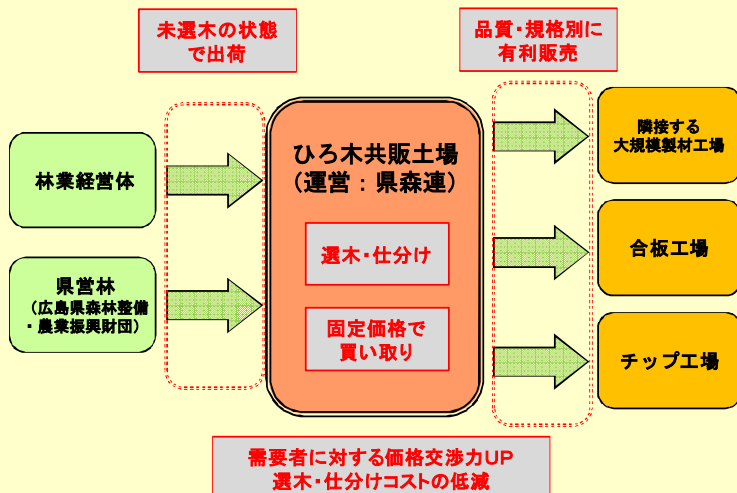 未選木の状態
で出荷
品質・規格別に
有利販売
林業経営体
県営林
(広島県森林整備
・農業振興財団)
ひろ木共販土場
(運営：県森連)
選木・仕分け
固定価格で
買い取り
隣接する
大規模製材工場
合板工場
チップ工場
需要者に対する価格交渉力UP
選木・仕分けコストの低減